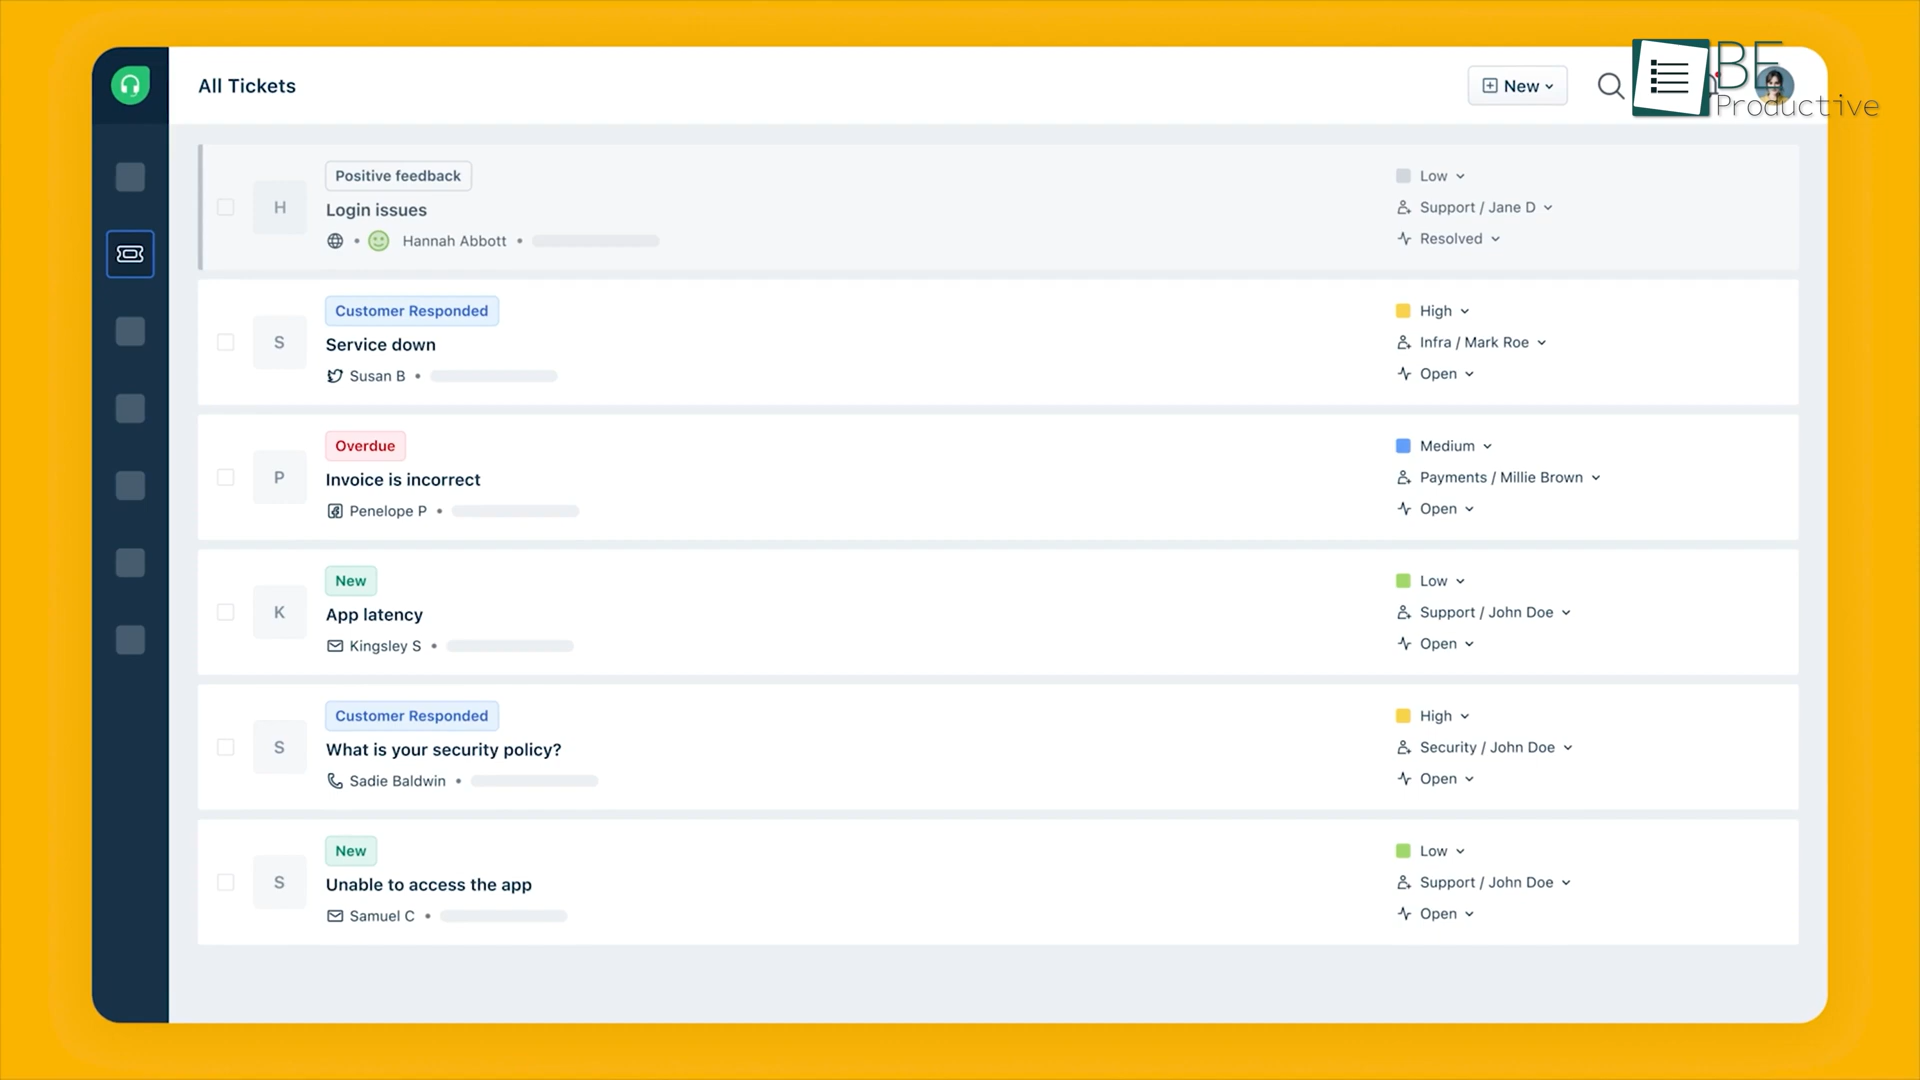 BE
Productive
All Tickets
New
H
Positive feedback
Login issues
Hannah Abbott
Low
Support / Jane D
Resolved
S
Customer Responded
Service down
Susan B
High
Infra / Mark Roe
Open
P
Overdue
Invoice is incorrect
Penelope P
Medium
Payments / Millie Brown
Open
K
New
App latency
Kingsley S
Low
Support / John Doe
Open
S
Customer Responded
What is your security policy?
Sadie Baldwin
High
Security / John Doe
Open
S
New
Unable to access the app
Samuel C
Low
Support / John Doe
Open